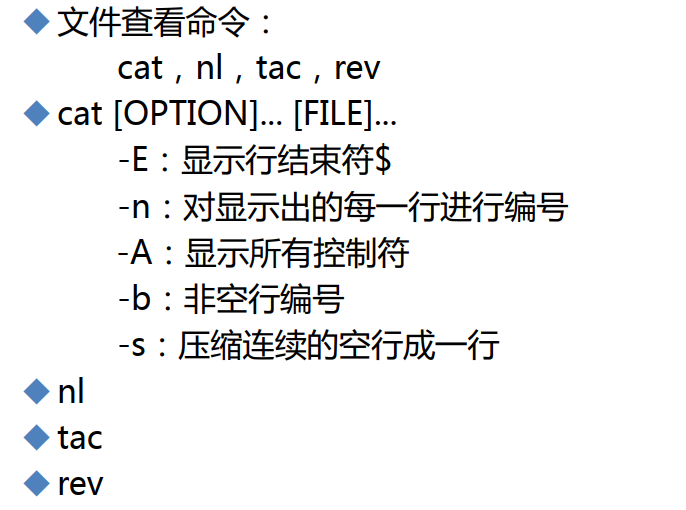 文件查看命令：
cat，nl，tac，rev
cat [OPTION]... [FILE]...
-E：显示行结束符$
-n：对显示出的每一行进行编号
-A：显示所有控制符
-b：非空行编号
-s：压缩连续的空行成一行
nl
tac
rev